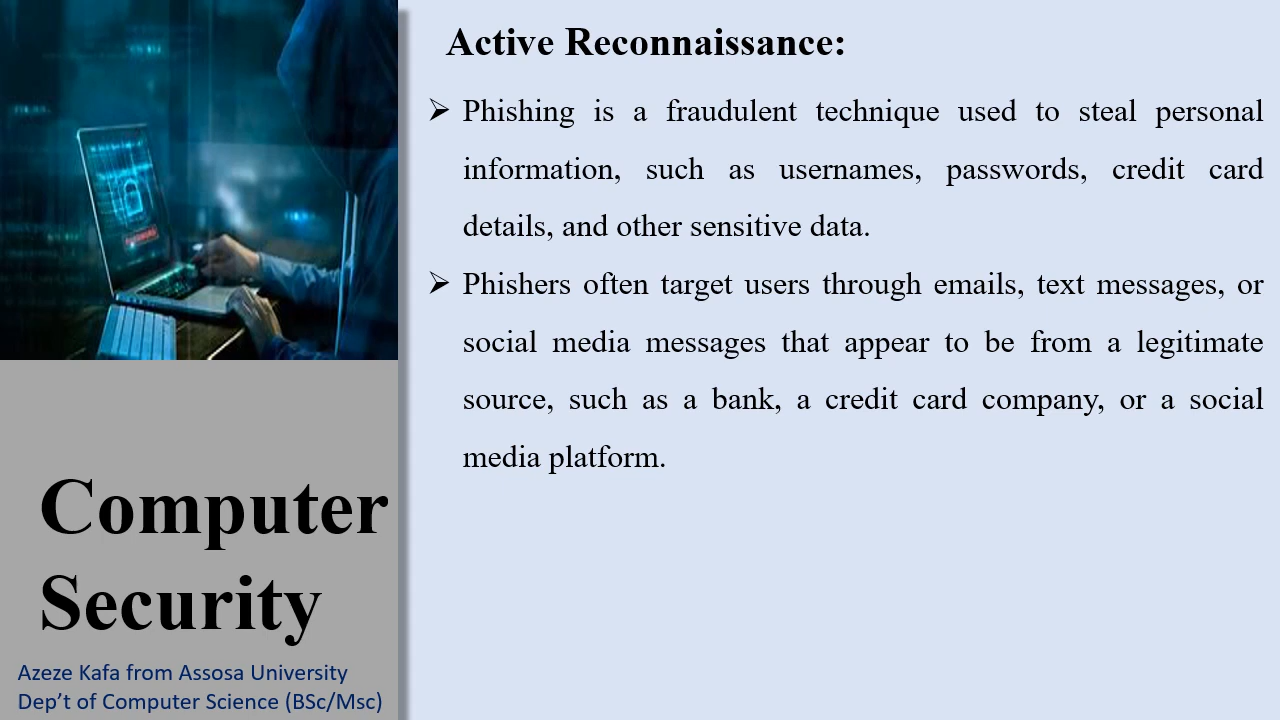 Active Reconnaissance:
➢ Phishing is a fraudulent technique used to steal personal
information, such as usernames, passwords, credit card
details, and other sensitive data.
➢ Phishers often target users through emails, text messages, or
social media messages that appear to be from a legitimate
source, such as a bank, a credit card company, or a social
media platform.
Computer
Security
Azeze Kafa from Assosa University
Dep’t of Computer Science (BSc/Msc)